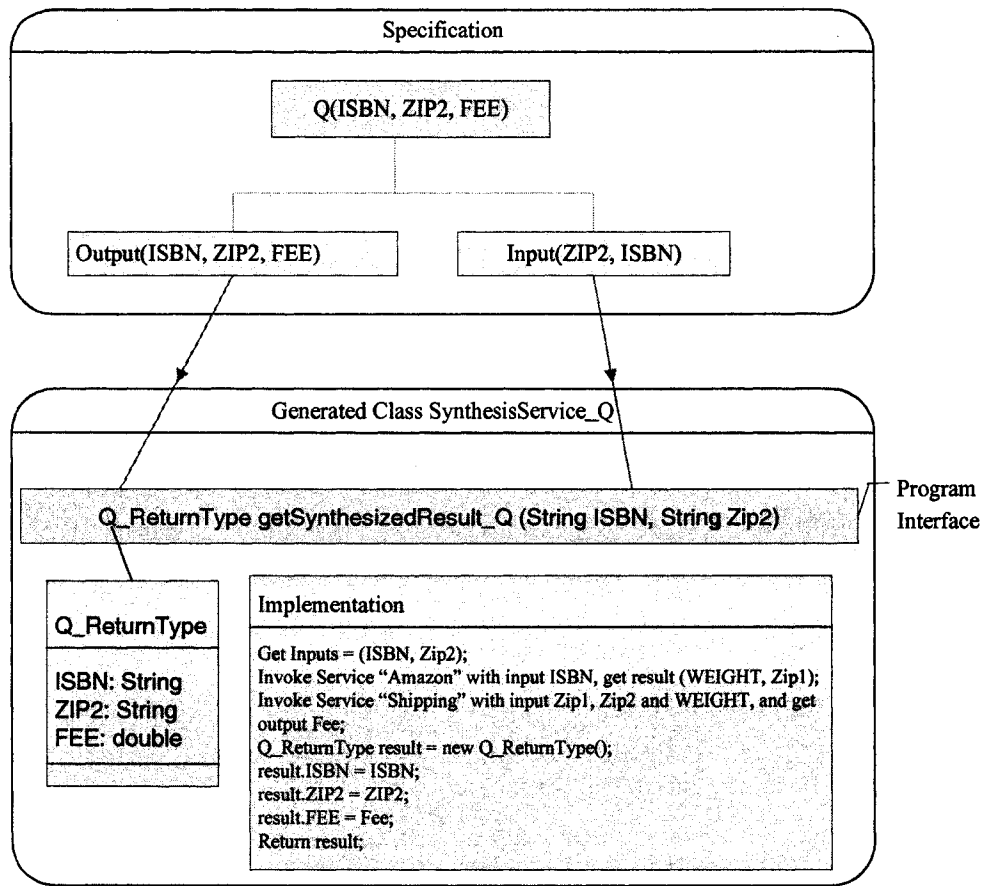 Specification
Q(ISBN, ZIP2, FEE)
Output(ISBN, ZIP2, FEE)
Input(ZIP2, ISBN)
Generated Class SynthesisService_Q
Q_ReturnType getSynthesizedResult_Q (String ISBN, String Zip2)
Program
Interface
Q_ReturnType
ISBN: String
ZIP2: String
FEE: double
Implementation
Get Inputs = (ISBN, Zip2);
Invoke Service “Amazon” with input ISBN, get result (WEIGHT, Zip1);
Invoke Service “Shipping” with input Zip1, Zip2 and WEIGHT, and get
output Fee;
Q_ReturnType result = new Q_ReturnType();
result.ISBN = ISBN;
result.ZIP2 = ZIP2;
result.FEE = Fee;
Return result;